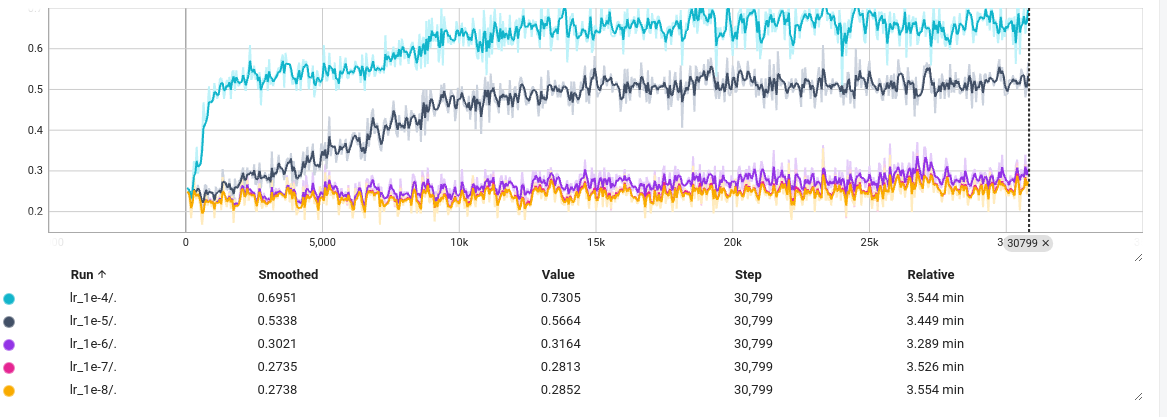 0.6
0.5
0.4
0.3
0.2
0 5,000 10k 15k 20k 25k 30799 ✕
Run ↑ Smoothed Value Step Relative
lr_1e-4/. 0.6951 0.7305 30,799 3.544 min
lr_1e-5/. 0.5338 0.5664 30,799 3.449 min
lr_1e-6/. 0.3021 0.3164 30,799 3.289 min
lr_1e-7/. 0.2735 0.2813 30,799 3.526 min
lr_1e-8/. 0.2738 0.2852 30,799 3.554 min